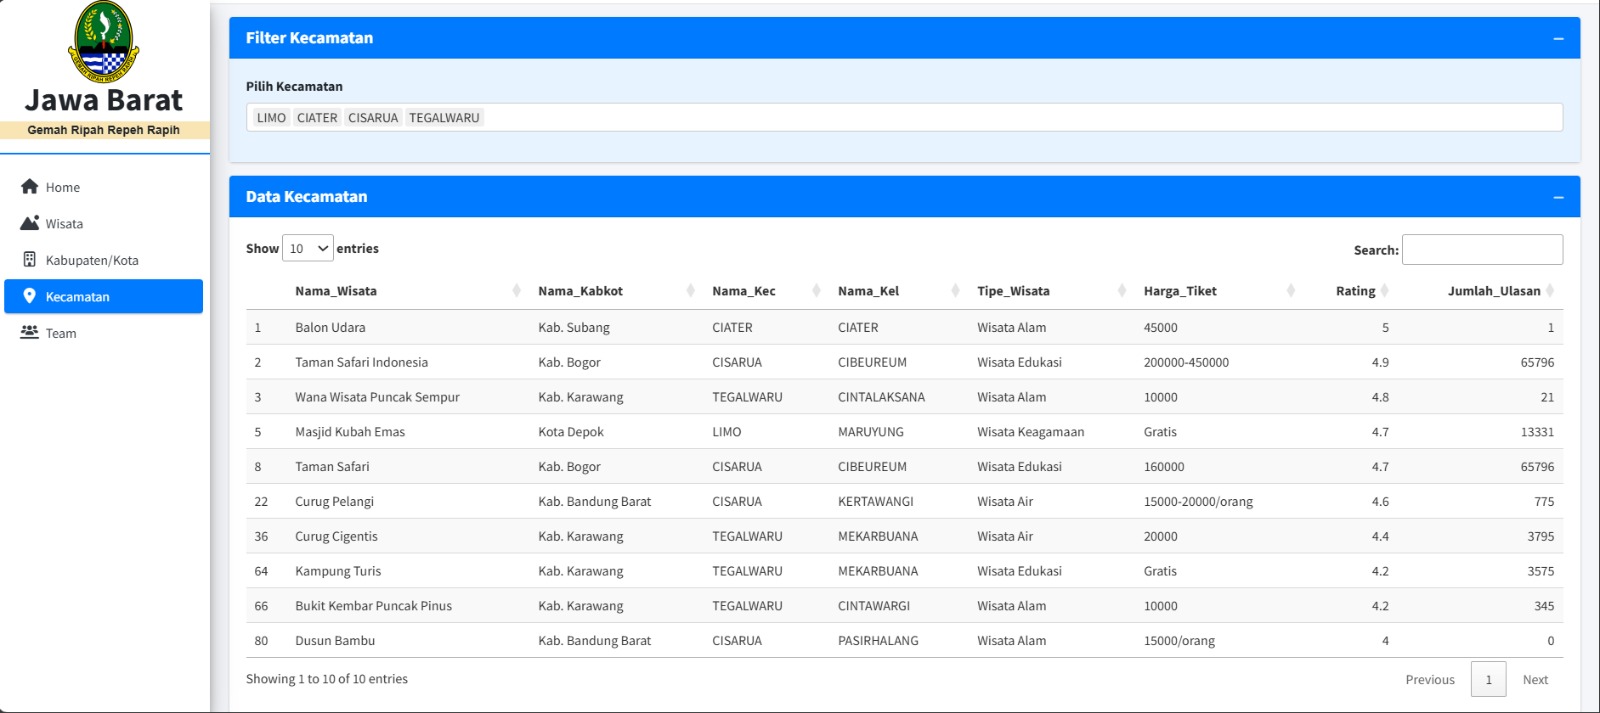 GEMAH RIPAH REPEH RAPIH
Jawa Barat
Gemah Ripah Repeh Rapih
Home
Wisata
Kabupaten/Kota
Kecamatan
Team
Filter Kecamatan
Pilih Kecamatan
LIMO CIATER CISARUA TEGALWARU
Data Kecamatan
Show 10 entries Search:
Nama_Wisata Nama_Kabkot Nama_Kec Nama_Kel Tipe_Wisata Harga_Tiket Rating Jumlah_Ulasan
1 Balon Udara Kab. Subang CIATER CIATER Wisata Alam 45000 5 1
2 Taman Safari Indonesia Kab. Bogor CISARUA CIBEUREUM Wisata Edukasi 200000-450000 4.9 65796
3 Wana Wisata Puncak Sempur Kab. Karawang TEGALWARU CINTALAKSANA Wisata Alam 10000 4.8 21
5 Masjid Kubah Emas Kota Depok LIMO MARUYUNG Wisata Keagamaan Gratis 4.7 13331
8 Taman Safari Kab. Bogor CISARUA CIBEUREUM Wisata Edukasi 160000 4.7 65796
22 Curug Pelangi Kab. Bandung Barat CISARUA KERTAWANGI Wisata Air 15000-20000/orang 4.6 775
36 Curug Cigentis Kab. Karawang TEGALWARU MEKARBUANA Wisata Air 20000 4.4 3795
64 Kampung Turis Kab. Karawang TEGALWARU MEKARBUANA Wisata Edukasi Gratis 4.2 3575
66 Bukit Kembar Puncak Pinus Kab. Karawang TEGALWARU CINTAWARGI Wisata Alam 10000 4.2 345
80 Dusun Bambu Kab. Bandung Barat CISARUA PASIRHALANG Wisata Alam 15000/orang 4 0
Showing 1 to 10 of 10 entries Previous 1 Next